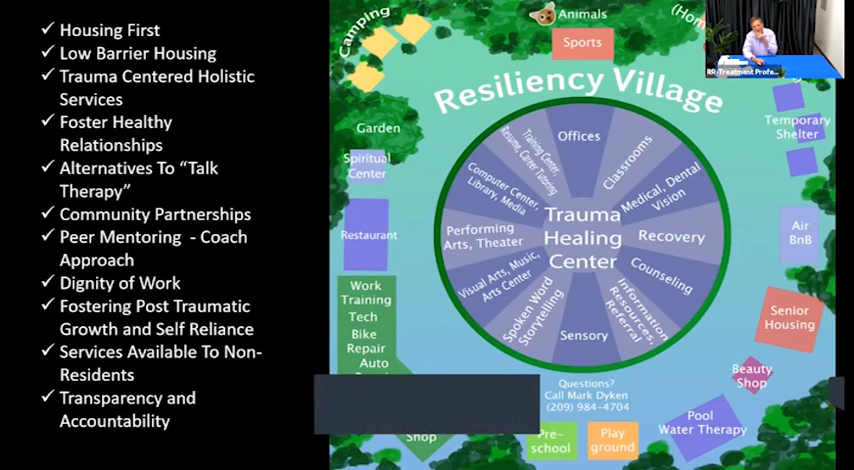 ✓ Housing First
✓ Low Barrier Housing
✓ Trauma Centered Holistic
Services
✓ Foster Healthy
Relationships
✓ Alternatives To “Talk
Therapy”
✓ Community Partnerships
✓ Peer Mentoring - Coach
Approach
✓ Dignity of Work
✓ Fostering Post Traumatic
Growth and Self Reliance
✓ Services Available To Non-
Residents
✓ Transparency and
Accountability
Camping
Animals
Sports
(Hom
RR-Treatment Profe...
Resiliency Village
Garden
Spiritual
Center
Restaurant
Work
Training
Tech
Bike
Repair
Auto
Shop
Offices
Classrooms
Medical, Dental
Vision
Recovery
Counseling
Information
Resources,
Referral
Sensory
Spoken Word
Storytelling
Visual Arts, Music,
Arts Center
Performing
Arts, Theater
Computer Center,
Library, Media
Training Center,
Resume, Career Tutoring
Trauma
Healing
Center
Temporary
Shelter
Air
BnB
Senior
Housing
Beauty
Shop
Pool
Water Therapy
Questions?
Call Mark Dyken
(209) 984-4704
Pre-
school
Play
ground